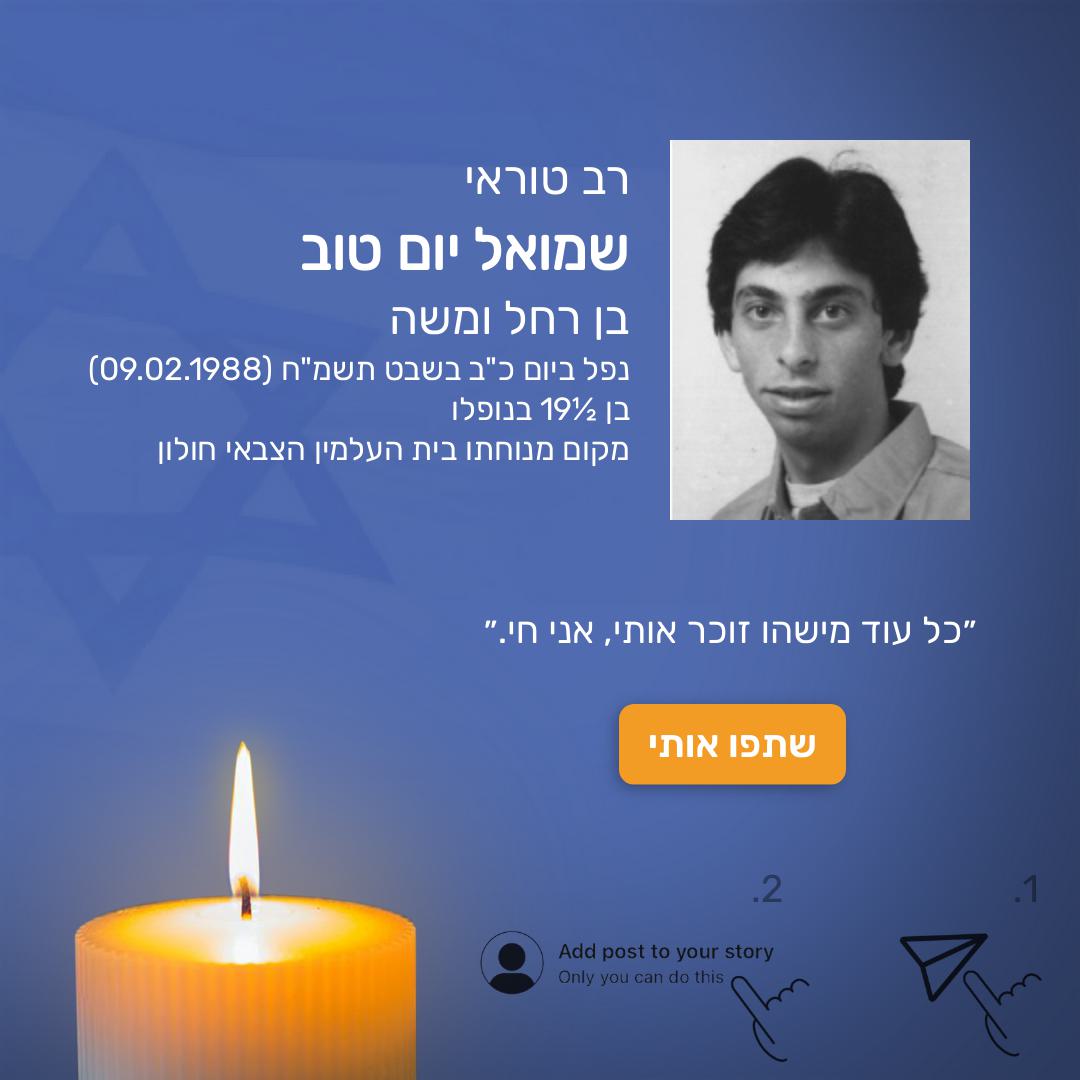 רב טוראי
שמואל יום טוב
בן רחל ומשה
נפל ביום כ"ב בשבט תשמ"ח (09.02.1988)
בן 19½ בנופלו
מקום מנוחתו בית העלמין הצבאי חולון
״כל עוד מישהו זוכר אותי, אני חי.״
שתפו אותי
1.
2.
Add post to your story
Only you can do this